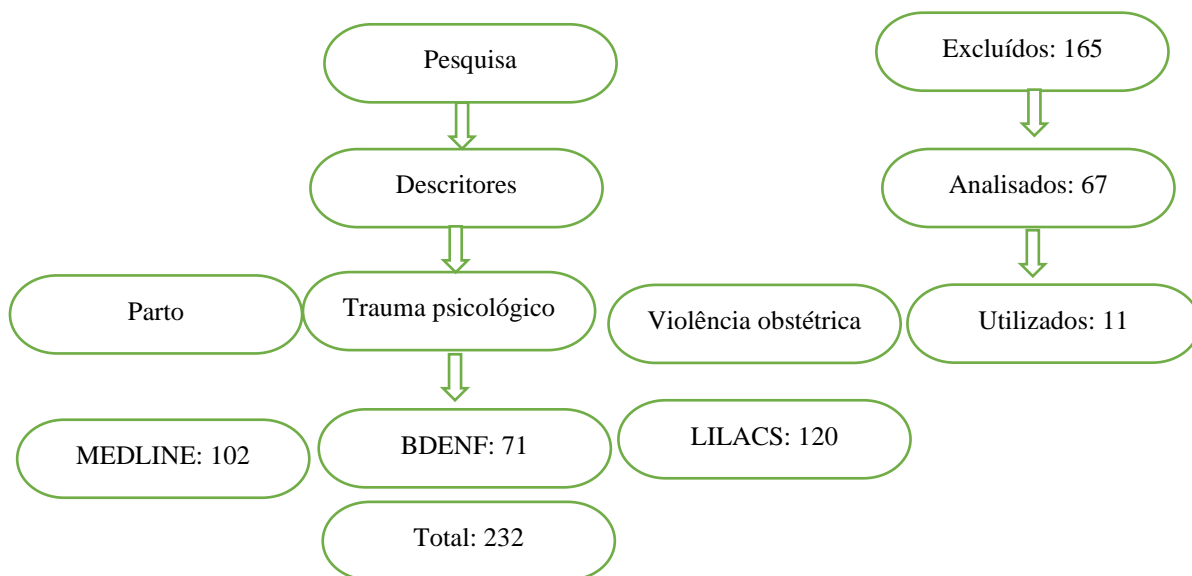 Pesquisa
Descritores
Parto
Trauma psicológico
Violência obstétrica
MEDLINE: 102
BDENF: 71
LILACS: 120
Total: 232
Excluídos: 165
Analisados: 67
Utilizados: 11